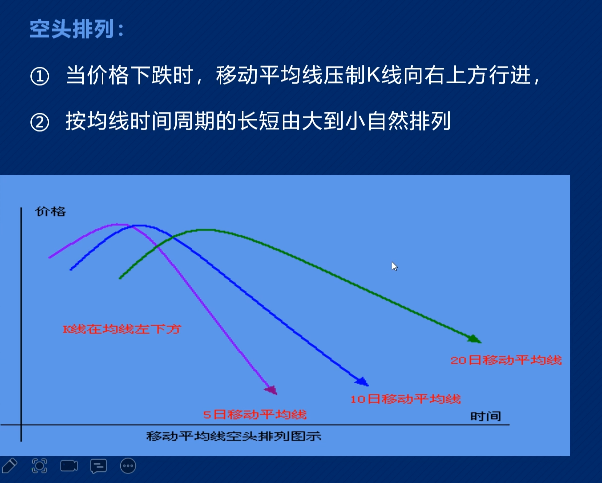 空头排列：
① 当价格下跌时，移动平均线压制K线向右上方行进，
② 按均线时间周期的长短由大到小自然排列
价格
K线在均线左下方
20日移动平均线
10日移动平均线
5日移动平均线
时间
移动平均线空头排列图示